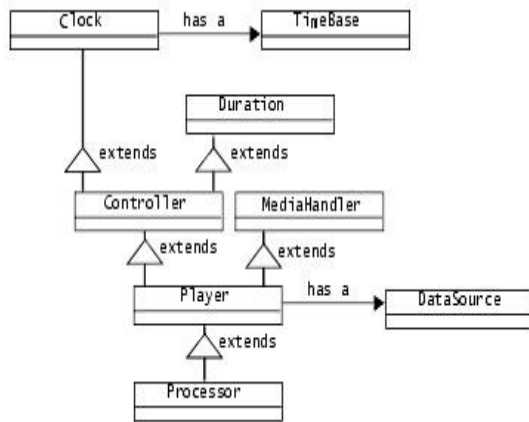 Clock
has a
TimeBase
Duration
extends
extends
Controller
MediaHandler
extends
extends
Player
has a
DataSource
extends
Processor